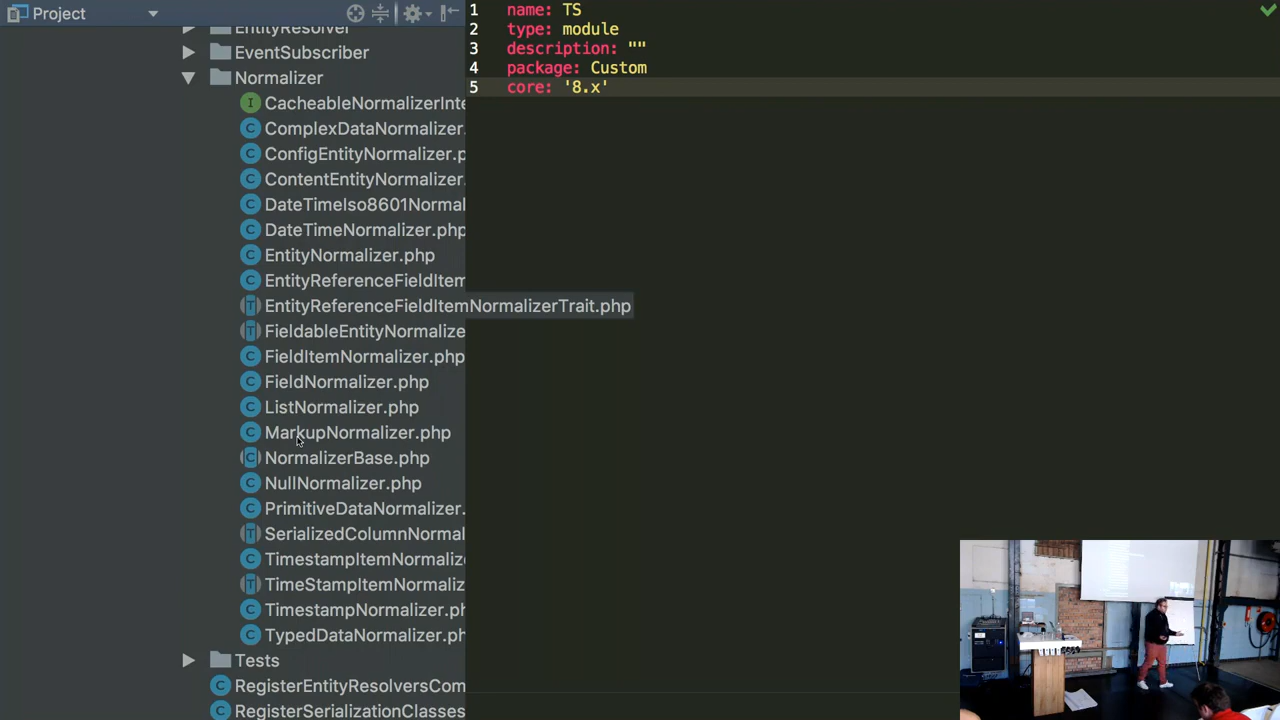 Project
EntityResolver
EventSubscriber
Normalizer
CacheableNormalizerInte
ComplexDataNormalizer.
ConfigEntityNormalizer.p
ContentEntityNormalizer.
DateTimeIso8601Normal
DateTimeNormalizer.php
EntityNormalizer.php
EntityReferenceFieldItem
EntityReferenceFieldItemNormalizerTrait.php
FieldableEntityNormalize
FieldItemNormalizer.php
FieldNormalizer.php
ListNormalizer.php
MarkupNormalizer.php
NormalizerBase.php
NullNormalizer.php
PrimitiveDataNormalizer.
SerializedColumnNormal
TimestampItemNormaliz
TimeStampItemNormaliz
TimestampNormalizer.ph
TypedDataNormalizer.ph
Tests
RegisterEntityResolversCom
RegisterSerializationClasses
1 name: TS
2 type: module
3 description: ""
4 package: Custom
5 core: '8.x'